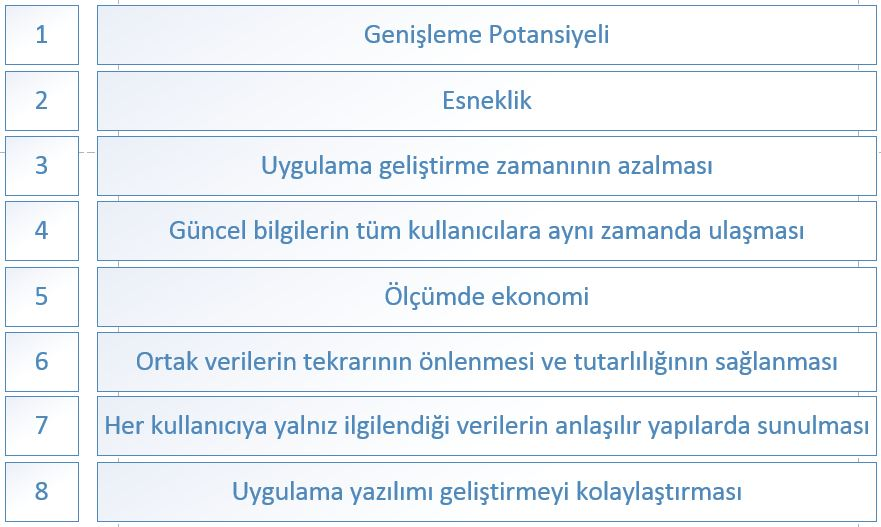 1 Genişleme Potansiyeli
2 Esneklik
3 Uygulama geliştirme zamanının azalması
4 Güncel bilgilerin tüm kullanıcılara aynı zamanda ulaşması
5 Ölçümde ekonomi
6 Ortak verilerin tekrarının önlenmesi ve tutarlılığının sağlanması
7 Her kullanıcıya yalnız ilgilendiği verilerin anlaşılır yapılarda sunulması
8 Uygulama yazılımı geliştirmeyi kolaylaştırması